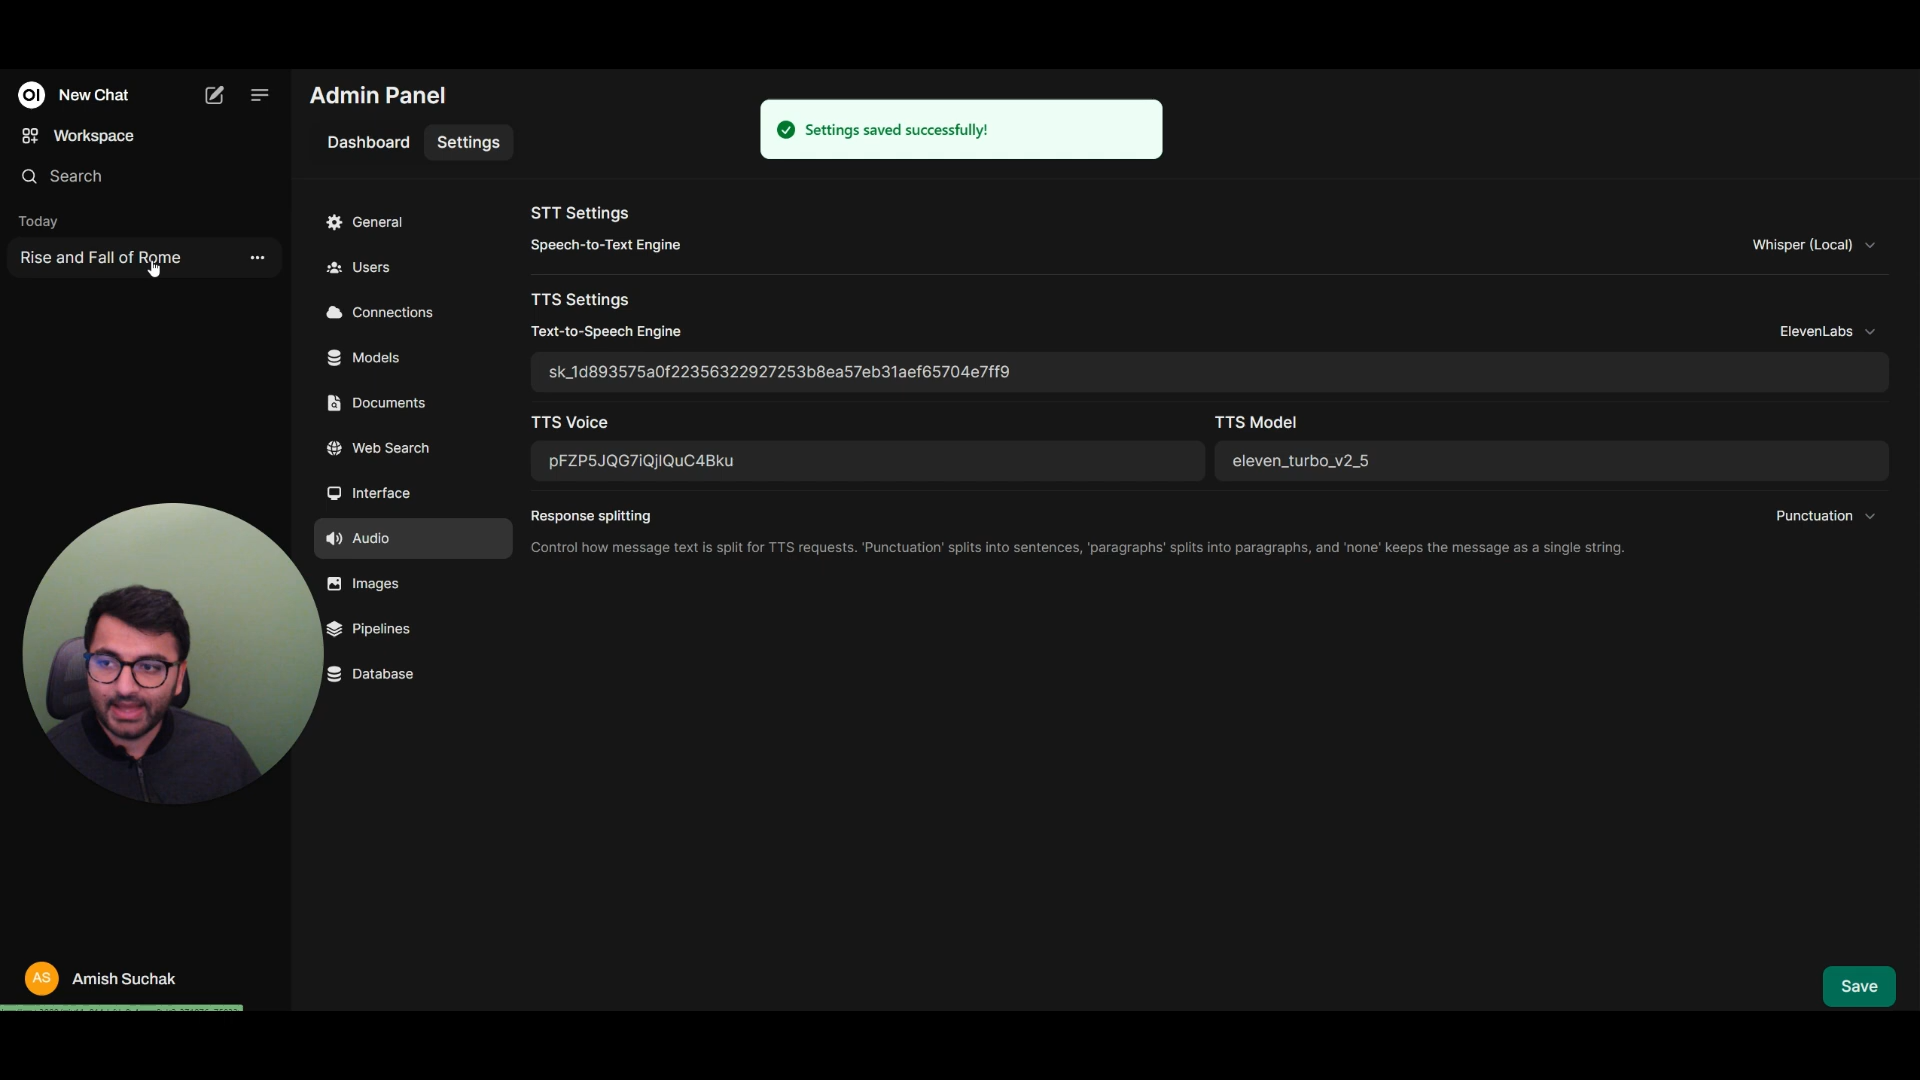 OI New Chat
Workspace
Search
Today
Rise and Fall of Rome
AS Amish Suchak
Admin Panel
Dashboard Settings
Settings saved successfully!
General
Users
Connections
Models
Documents
Web Search
Interface
Audio
Images
Pipelines
Database
STT Settings
Speech-to-Text Engine Whisper (Local)
TTS Settings
Text-to-Speech Engine ElevenLabs
sk_1d893575a0f22356322927253b8ea57eb31aef65704e7ff9
TTS Voice TTS Model
pFZP5JQG7iQjIQuC4Bku eleven_turbo_v2_5
Response splitting Punctuation
Control how message text is split for TTS requests. 'Punctuation' splits into sentences, 'paragraphs' splits into paragraphs, and 'none' keeps the message as a single string.
Save